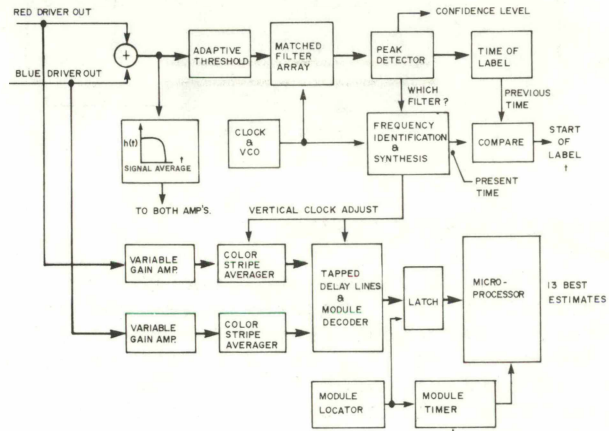 RED DRIVER OUT
BLUE DRIVER OUT
+
ADAPTIVE
THRESHOLD
MATCHED
FILTER
ARRAY
PEAK
DETECTOR
CONFIDENCE LEVEL
TIME OF
LABEL
WHICH
FILTER ?
PREVIOUS
TIME
h(t)
t
SIGNAL AVERAGE
CLOCK
&
VCO
FREQUENCY
IDENTIFICATION
&
SYNTHESIS
COMPARE
START
OF
LABEL
t
PRESENT
TIME
TO BOTH AMP'S.
VERTICAL CLOCK ADJUST
VARIABLE
GAIN AMP.
COLOR
STRIPE
AVERAGER
TAPPED
DELAY LINES
&
MODULE
DECODER
LATCH
MICRO-
PROCESSOR
13 BEST
ESTIMATES
VARIABLE
GAIN AMP.
COLOR
STRIPE
AVERAGER
MODULE
LOCATOR
MODULE
TIMER